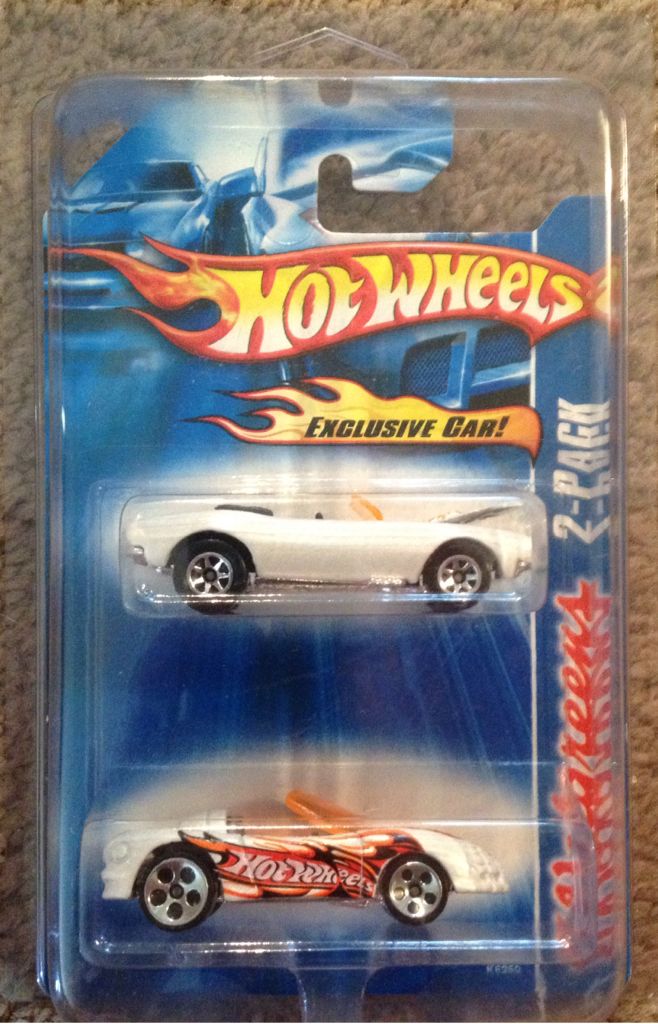 HOT WHEELS
EXCLUSIVE CAR!
2-PACK
Walgreens
HOT WHEELS